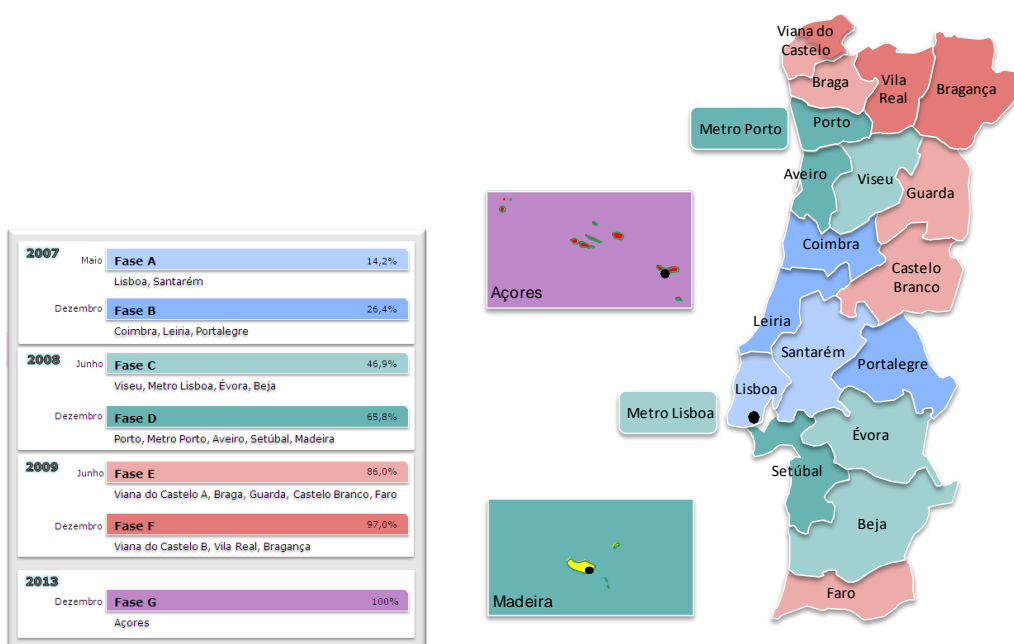 2007
Maio Fase A 14,2%
Lisboa, Santarém
Dezembro Fase B 26,4%
Coimbra, Leiria, Portalegre
2008
Junho Fase C 46,9%
Viseu, Metro Lisboa, Évora, Beja
Dezembro Fase D 65,8%
Porto, Metro Porto, Aveiro, Setúbal, Madeira
2009
Junho Fase E 86,0%
Viana do Castelo A, Braga, Guarda, Castelo Branco, Faro
Dezembro Fase F 97,0%
Viana do Castelo B, Vila Real, Bragança
2013
Dezembro Fase G 100%
Açores
Açores
Madeira
Metro Porto
Metro Lisboa
Viana do
Castelo
Braga
Vila
Real
Bragança
Porto
Aveiro
Viseu
Guarda
Coimbra
Castelo
Branco
Leiria
Santarém
Portalegre
Lisboa
Évora
Setúbal
Beja
Faro